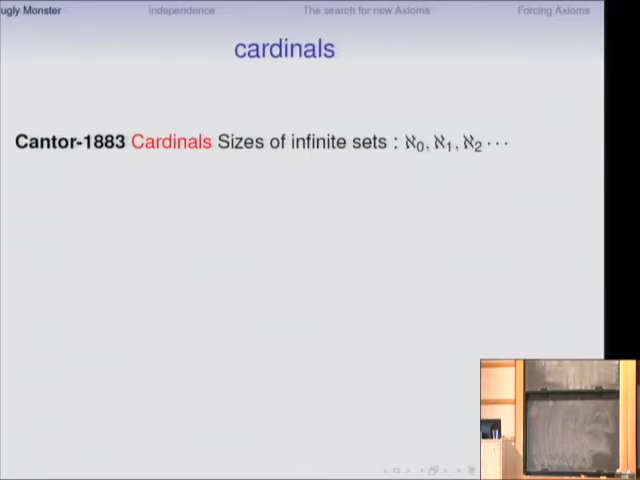 ugly Monster independence The search for new Axioms Forcing Axioms
cardinals
Cantor-1883 Cardinals Sizes of infinite sets : ℵ₀, ℵ₁, ℵ₂ ⋯